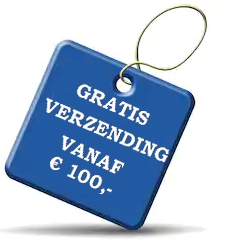 GRATIS
VERZENDING
VANAF
€ 100,-